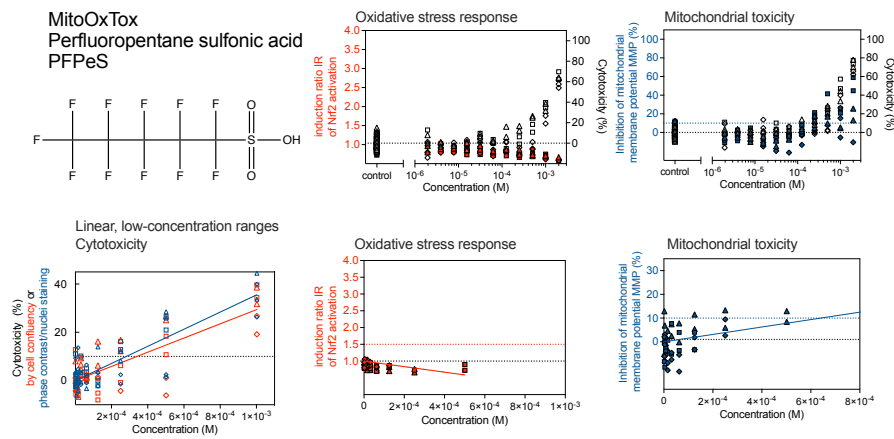 MitoOxTox
Perfluoropentane sulfonic acid
PFPeS
F F F F F O
F S OH
F F F F F O
Oxidative stress response
induction ratio IR
of Nrf2 activation
4.0
3.5
3.0
2.5
2.0
1.5
1.0
100
80
60
40
20
0
Cytotoxicity (%)
control 10⁻⁶ 10⁻⁵ 10⁻⁴ 10⁻³
Concentration (M)
Mitochondrial toxicity
Inhibition of mitochondrial
membrane potential MMP (%)
100
80
60
40
20
0
100
80
60
40
20
0
Cytotoxicity (%)
control 10⁻⁶ 10⁻⁵ 10⁻⁴ 10⁻³
Concentration (M)
Linear, low-concentration ranges
Cytotoxicity
Cytotoxicity (%) or
by cell confluency
phase contrast/nuclei staining
40
20
0
2×10⁻⁴ 4×10⁻⁴ 6×10⁻⁴ 8×10⁻⁴ 1×10⁻³
Concentration (M)
Oxidative stress response
induction ratio IR
of Nrf2 activation
4.0
3.5
3.0
2.5
2.0
1.5
1.0
0 2×10⁻⁴ 4×10⁻⁴ 6×10⁻⁴ 8×10⁻⁴ 1×10⁻³
Concentration (M)
Mitochondrial toxicity
Inhibition of mitochondrial
membrane potential MMP (%)
30
20
10
0
0 2×10⁻⁴ 4×10⁻⁴ 6×10⁻⁴ 8×10⁻⁴
Concentration (M)